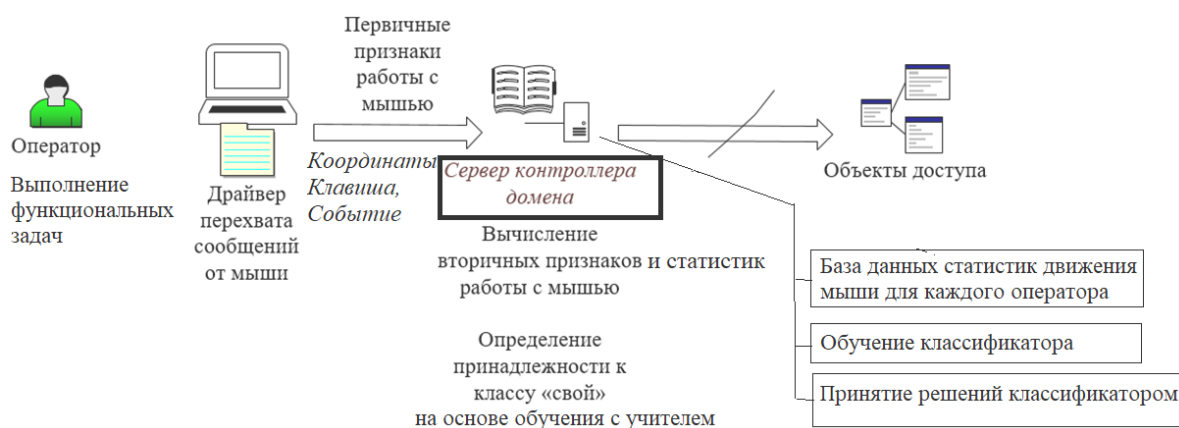 Оператор
Выполнение
функциональных
задач
Драйвер
перехвата
сообщений
от мыши
Первичные
признаки
работы с
мышью
Координаты
Клавиша,
Событие
Сервер контроллера
домена
Вычисление
вторичных признаков и статистик
работы с мышью
Определение
принадлежности к
классу «свой»
на основе обучения с учителем
Объекты доступа
База данных статистик движения
мыши для каждого оператора
Обучение классификатора
Принятие решений классификатором